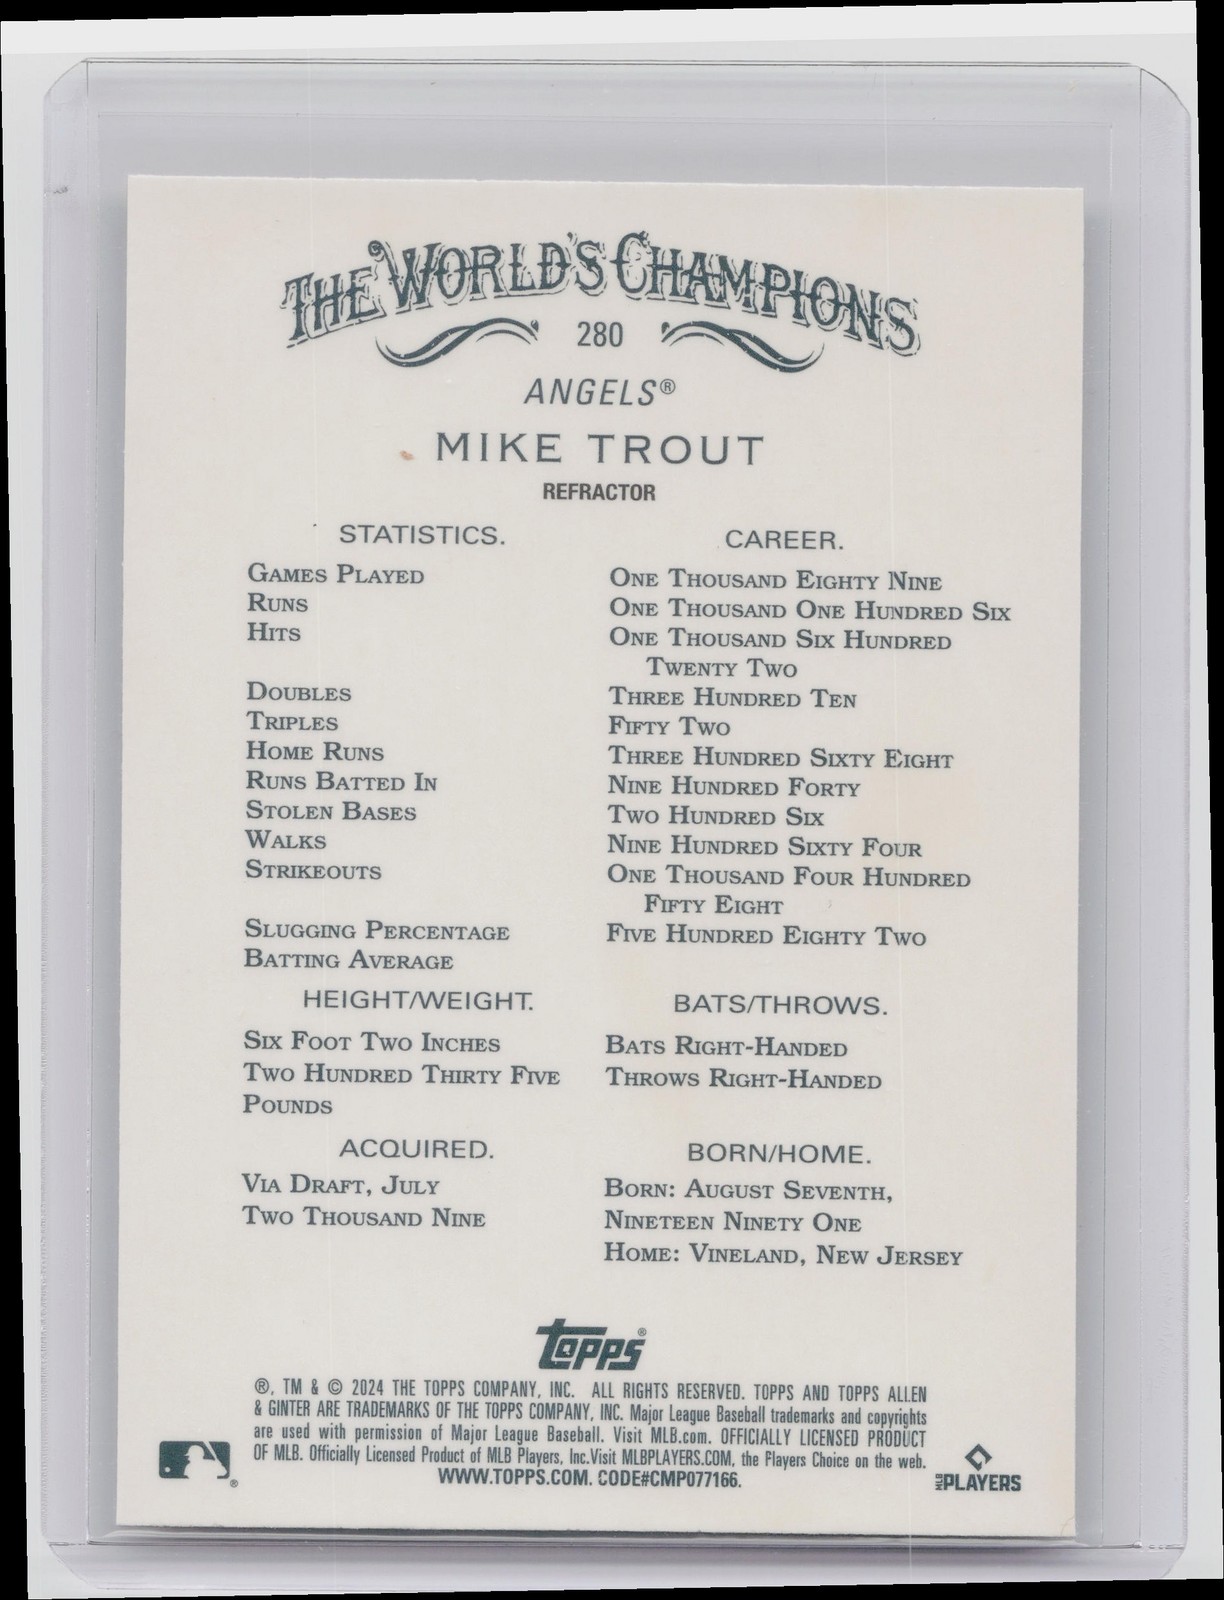 THE WORLD'S CHAMPIONS
280
ANGELS®
MIKE TROUT
REFRACTOR
STATISTICS. CAREER.
GAMES PLAYED ONE THOUSAND EIGHTY NINE
RUNS ONE THOUSAND ONE HUNDRED SIX
HITS ONE THOUSAND SIX HUNDRED
TWENTY TWO
DOUBLES THREE HUNDRED TEN
TRIPLES FIFTY TWO
HOME RUNS THREE HUNDRED SIXTY EIGHT
RUNS BATTED IN NINE HUNDRED FORTY
STOLEN BASES TWO HUNDRED SIX
WALKS NINE HUNDRED SIXTY FOUR
STRIKEOUTS ONE THOUSAND FOUR HUNDRED
FIFTY EIGHT
SLUGGING PERCENTAGE FIVE HUNDRED EIGHTY TWO
BATTING AVERAGE
HEIGHT/WEIGHT. BATS/THROWS.
SIX FOOT TWO INCHES BATS RIGHT-HANDED
TWO HUNDRED THIRTY FIVE THROWS RIGHT-HANDED
POUNDS
ACQUIRED. BORN/HOME.
VIA DRAFT, JULY BORN: AUGUST SEVENTH,
TWO THOUSAND NINE NINETEEN NINETY ONE
HOME: VINELAND, NEW JERSEY
topps®
®, TM & © 2024 THE TOPPS COMPANY, INC. ALL RIGHTS RESERVED. TOPPS AND TOPPS ALLEN
& GINTER ARE TRADEMARKS OF THE TOPPS COMPANY, INC. Major League Baseball trademarks and copyrights
are used with permission of Major League Baseball. Visit MLB.com. OFFICIALLY LICENSED PRODUCT
OF MLB. Officially Licensed Product of MLB Players, Inc.Visit MLBPLAYERS.COM, the Players Choice on the web.
WWW.TOPPS.COM. CODE#CMP077166.
®
MLB PLAYERS